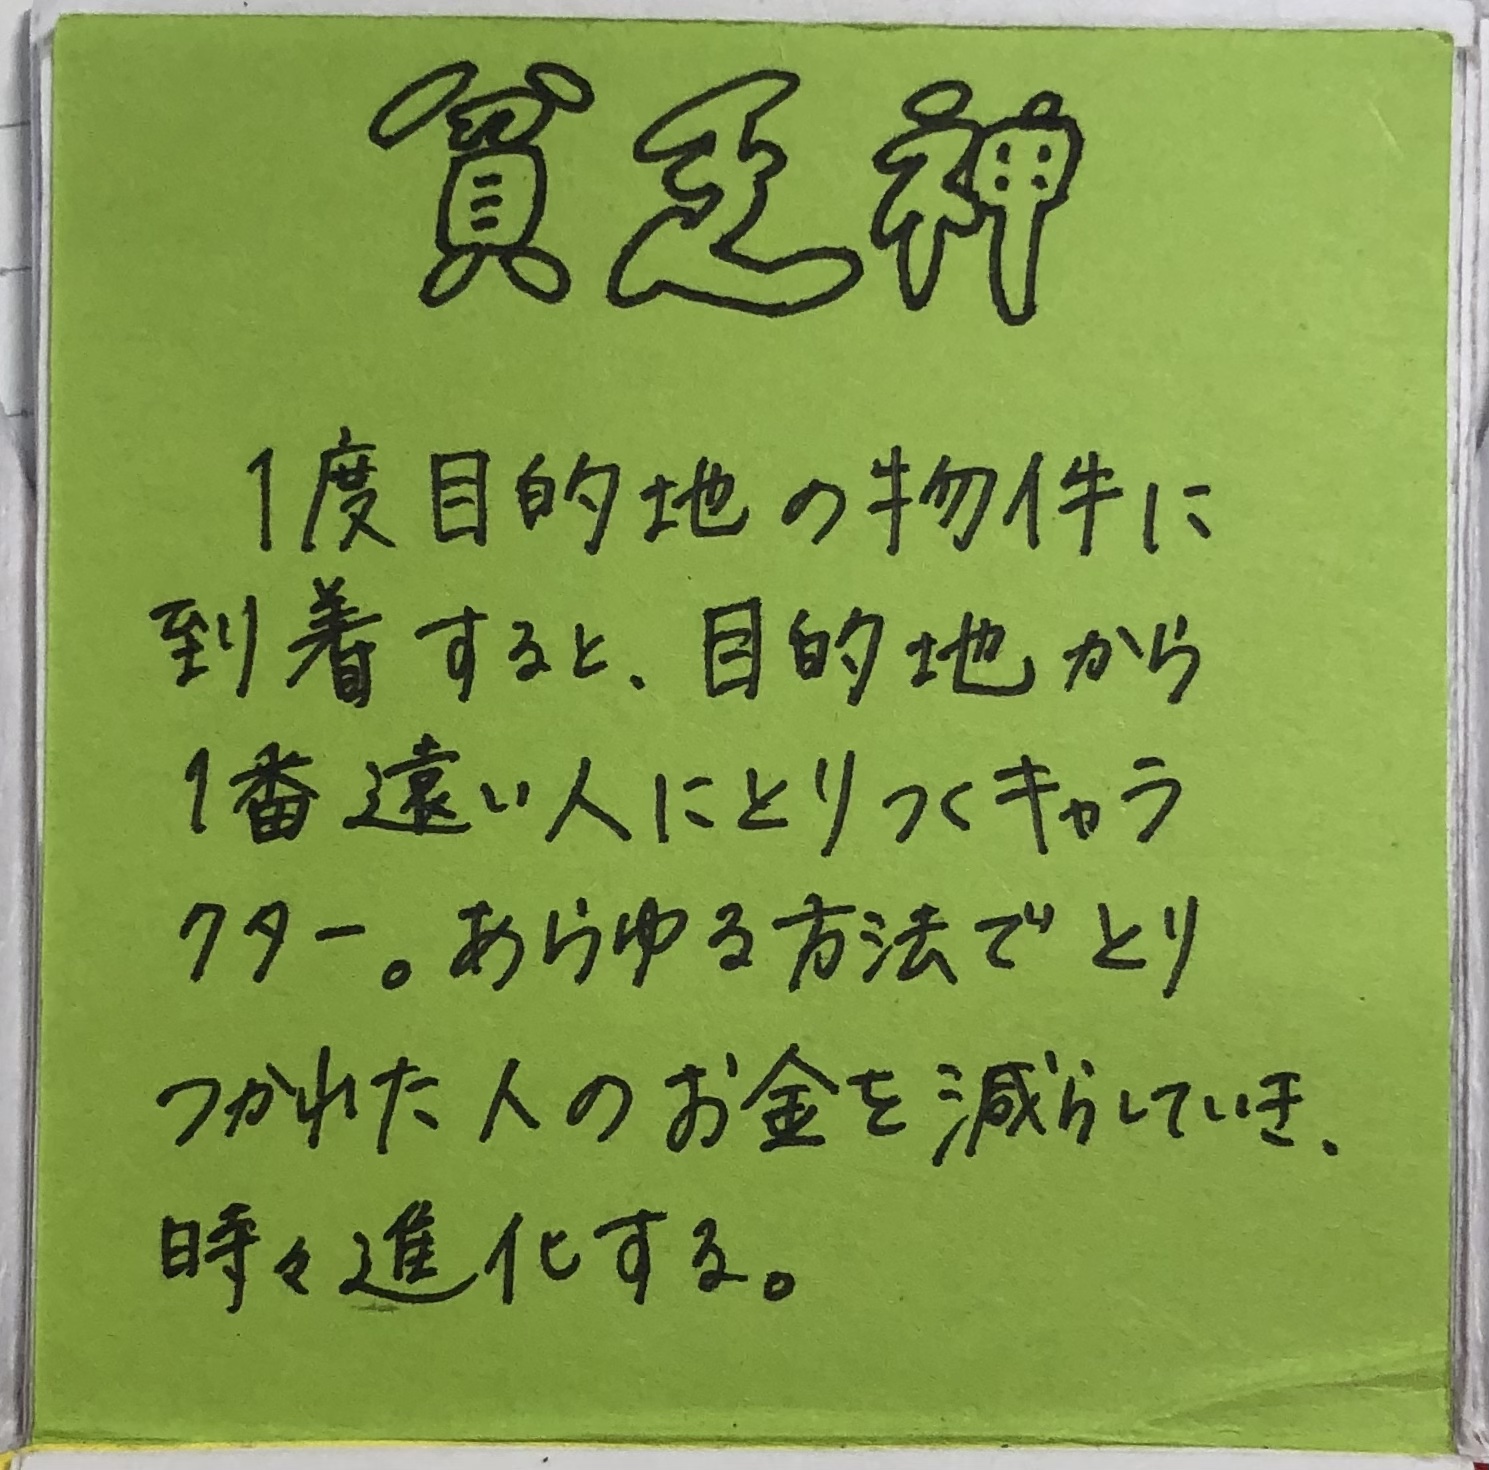 貧乏神
1度目的地の物件に
到着すると、目的地から
1番遠い人にとりつくキャラ
クター。あらゆる方法でとり
つかれた人のお金を減らしていき、
時々進化する。